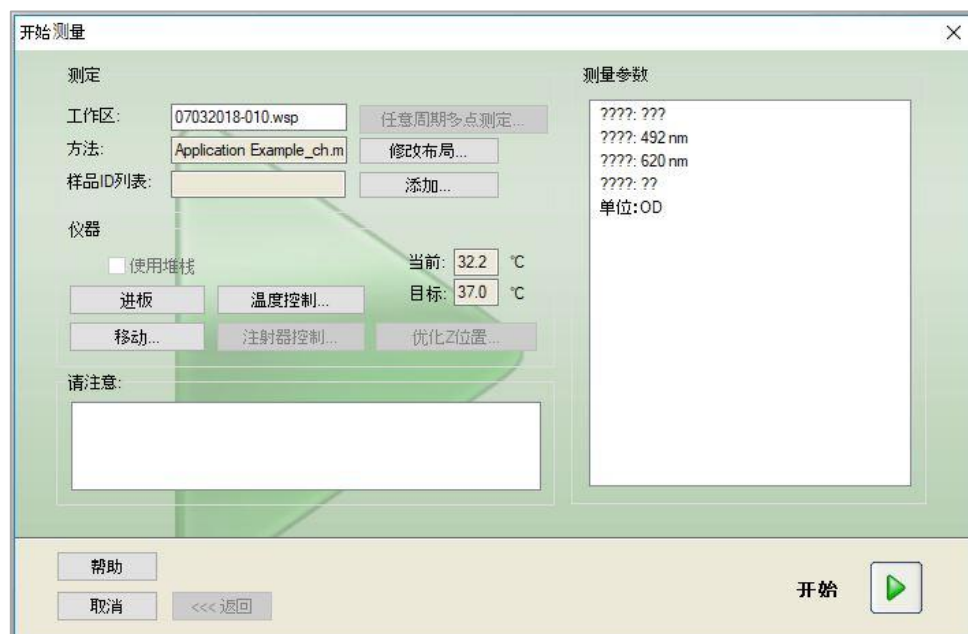 开始测量
测定
工作区: 07032018-010.wsp 任意周期多点测定...
方法: Application Example_ch.m 修改布局...
样品ID列表: 添加...
仪器
使用堆栈
当前: 32.2 °C
进板 温度控制... 目标: 37.0 °C
移动... 注射器控制... 优化Z位置...
请注意:
测量参数
????: ???
????: 492 nm
????: 620 nm
????: ??
单位:OD
帮助
取消 <<< 返回
开始